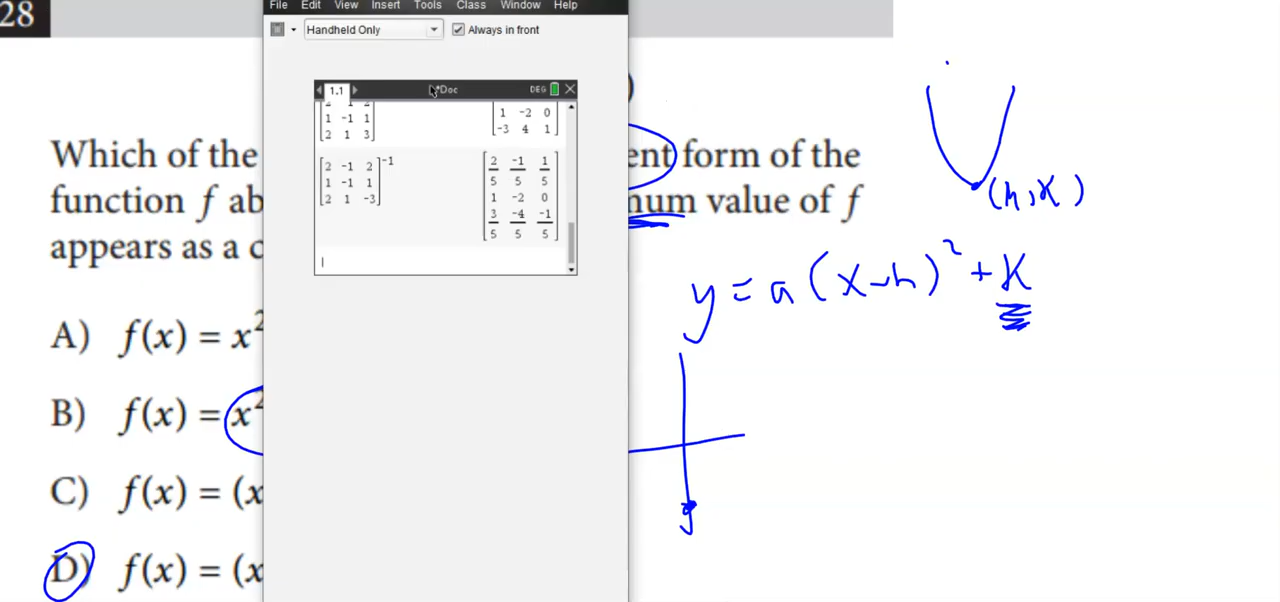 28
File Edit View Insert Tools Class Window Help
Handheld Only Always in front
1.1 *Doc DEG
1 -1 1
2 1 3
1 -2 0
-3 4 1
)
2 -1 2 -1
1 -1 1
2 1 -3
2/5 -1/5 1/5
1 -2 0
3/5 -4/5 -1/5
Which of the ent form of the
function f ab num value of f
appears as a c
(h, k)
y = a(x-h)² + k
A) f(x) = x²
B) f(x) = x²
C) f(x) = (x
D) f(x) = (x